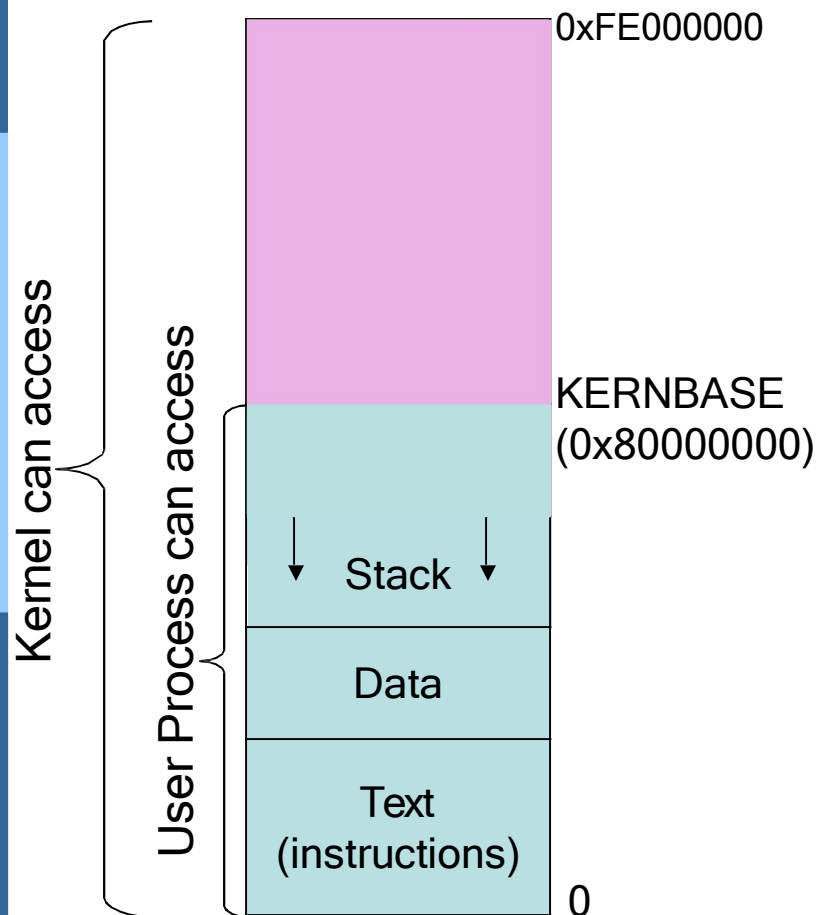 0xFE000000
Kernel can access
User Process can access
KERNBASE
(0x80000000)
Stack
Data
Text
(instructions)
0